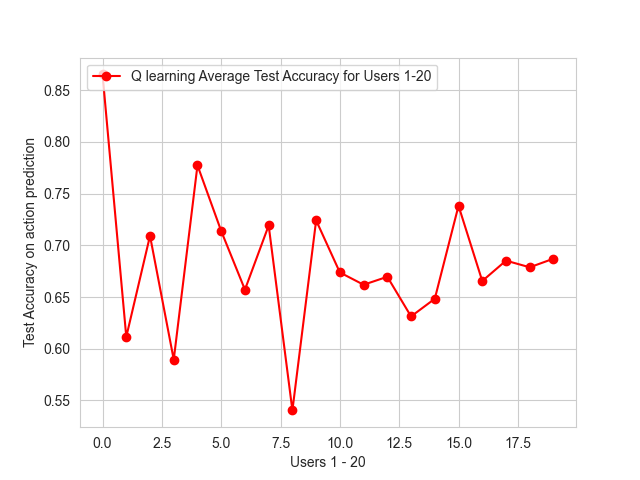 Q learning Average Test Accuracy for Users 1-20
Test Accuracy on action prediction
0.85
0.80
0.75
0.70
0.65
0.60
0.55
0.0 2.5 5.0 7.5 10.0 12.5 15.0 17.5
Users 1 - 20